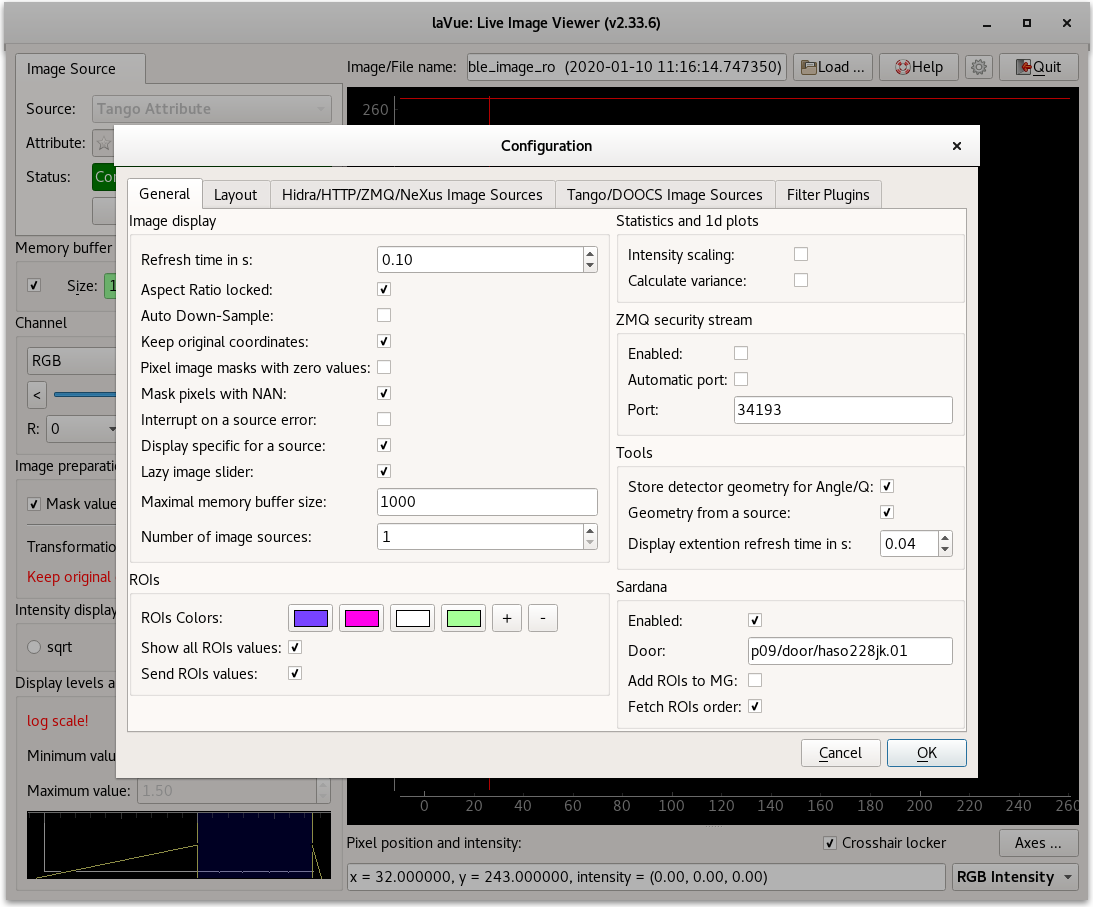 laVue: Live Image Viewer (v2.33.6)
Image Source
Image/File name: ble_image_ro (2020-01-10 11:16:14.747350) Load ... Help Quit
Source: Tango Attribute
Attribute:
Status:
260
Configuration
General Layout Hidra/HTTP/ZMQ/NeXus Image Sources Tango/DOOCS Image Sources Filter Plugins
Image display
Refresh time in s: 0.10
Aspect Ratio locked:
Auto Down-Sample:
Keep original coordinates:
Pixel image masks with zero values:
Mask pixels with NAN:
Interrupt on a source error:
Display specific for a source:
Lazy image slider:
Maximal memory buffer size: 1000
Number of image sources: 1
ROIs
ROIs Colors: + -
Show all ROIs values:
Send ROIs values:
Statistics and 1d plots
Intensity scaling:
Calculate variance:
ZMQ security stream
Enabled:
Automatic port:
Port: 34193
Tools
Store detector geometry for Angle/Q:
Geometry from a source:
Display extention refresh time in s: 0.04
Sardana
Enabled:
Door: p09/door/haso228jk.01
Add ROIs to MG:
Fetch ROIs order:
Cancel OK
Memory buffer
Size: 1
Channel
RGB
<
R: 0
Image preparati
Mask value
Transformatio
Keep original
Intensity display
sqrt
Display levels a
log scale!
Minimum valu
Maximum value: 1.50
0 20 40 60 80 100 120 140 160 180 200 220 240 260
Pixel position and intensity: Crosshair locker Axes ...
x = 32.000000, y = 243.000000, intensity = (0.00, 0.00, 0.00) RGB Intensity